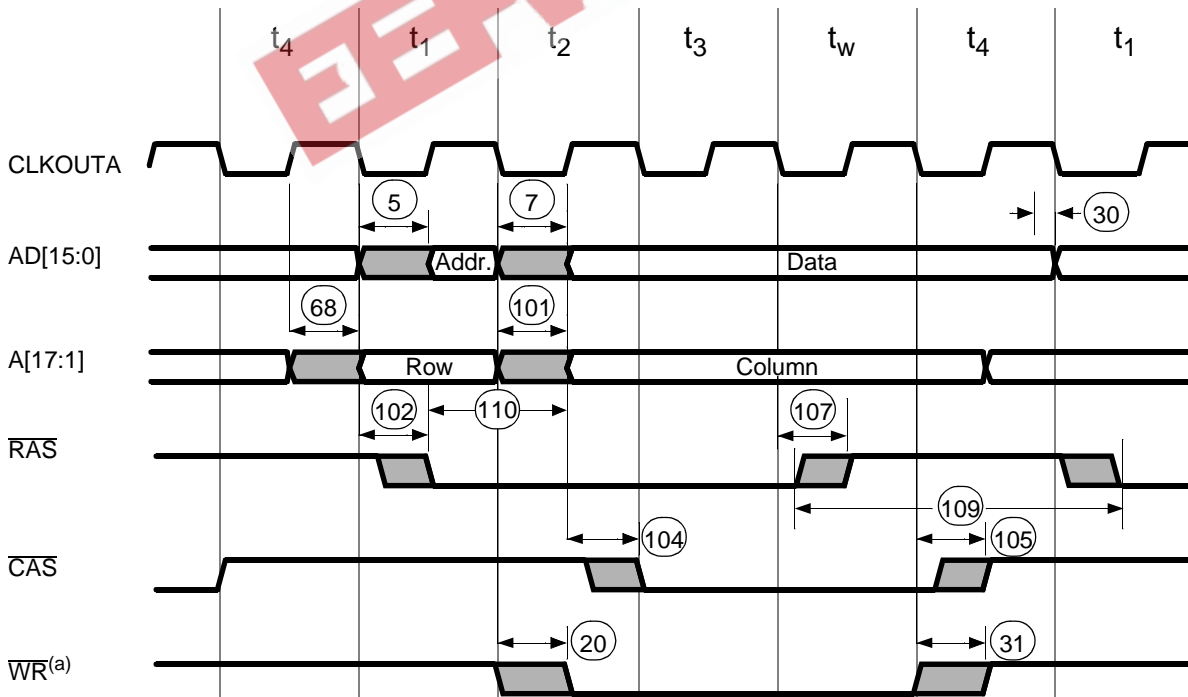 t4 t1 t2 t3 tw t4 t1
CLKOUTA
5 7 30
AD[15:0] Addr. Data
68 101
A[17:1] Row Column
102 110 107
RAS
109
104 105
CAS
20 31
WR(a)